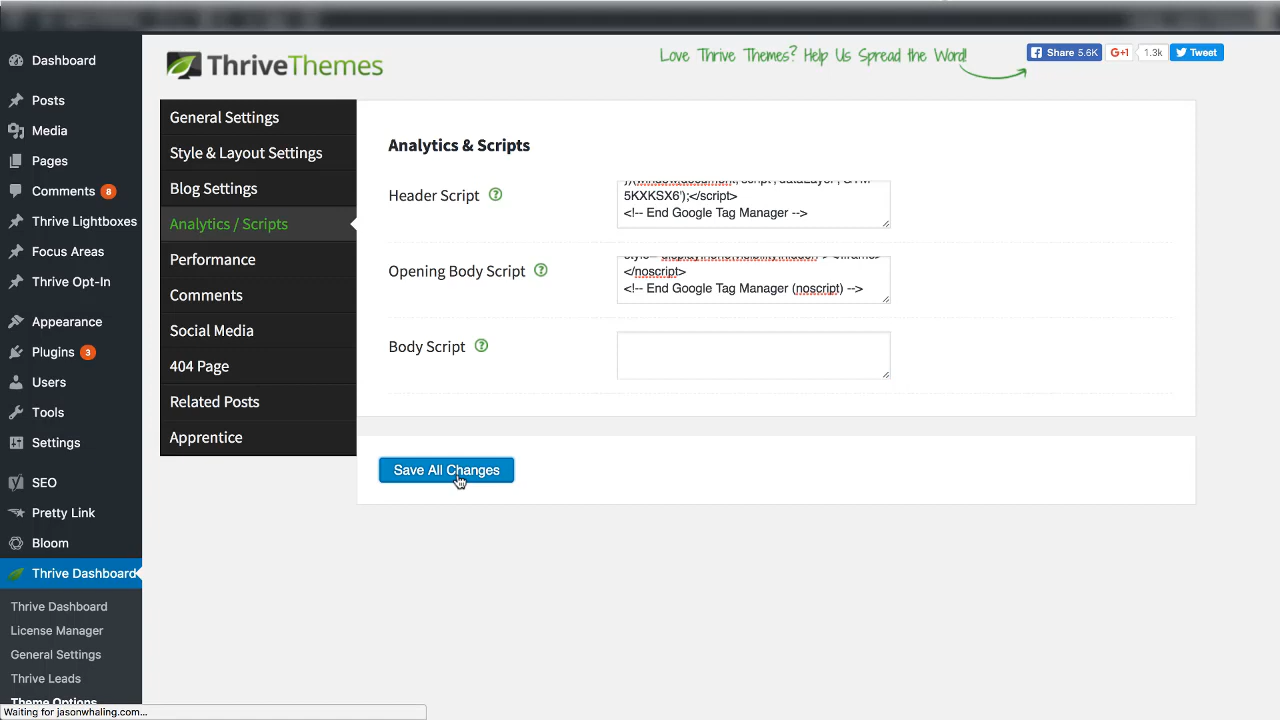 ThriveThemes
Love Thrive Themes? Help Us Spread the Word!
Share 5.6K
G+1
1.3k
Tweet
Dashboard
Posts
Media
Pages
Comments 8
Thrive Lightboxes
Focus Areas
Thrive Opt-In
Appearance
Plugins 3
Users
Tools
Settings
SEO
Pretty Link
Bloom
Thrive Dashboard
Thrive Dashboard
License Manager
General Settings
Thrive Leads
Theme Options
Waiting for jasonwhaling.com...
General Settings
Style & Layout Settings
Blog Settings
Analytics / Scripts
Performance
Comments
Social Media
404 Page
Related Posts
Apprentice
Analytics & Scripts
Header Script ?
5KXKSX6');</script>
<!-- End Google Tag Manager -->
Opening Body Script ?
</noscript>
<!-- End Google Tag Manager (noscript) -->
Body Script ?
Save All Changes